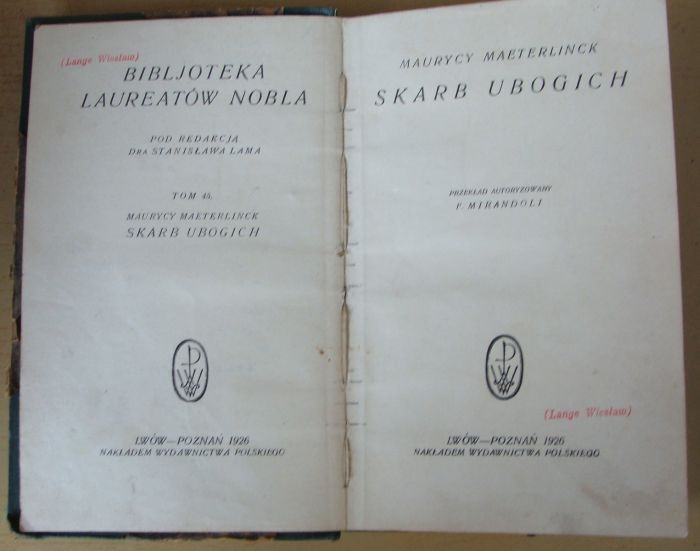 (Lange Wiesław)
BIBLJOTEKA
LAUREATÓW NOBLA
POD REDAKCJĄ
DRA STANISŁAWA LAMA
TOM 45.
MAURYCY MAETERLINCK
SKARB UBOGICH
LWÓW—POZNAŃ 1926
NAKŁADEM WYDAWNICTWA POLSKIEGO
MAURYCY MAETERLINCK
SKARB UBOGICH
PRZEKŁAD AUTORYZOWANY
F. MIRANDOLI
(Lange Wiesław)
LWÓW—POZNAŃ 1926
NAKŁADEM WYDAWNICTWA POLSKIEGO